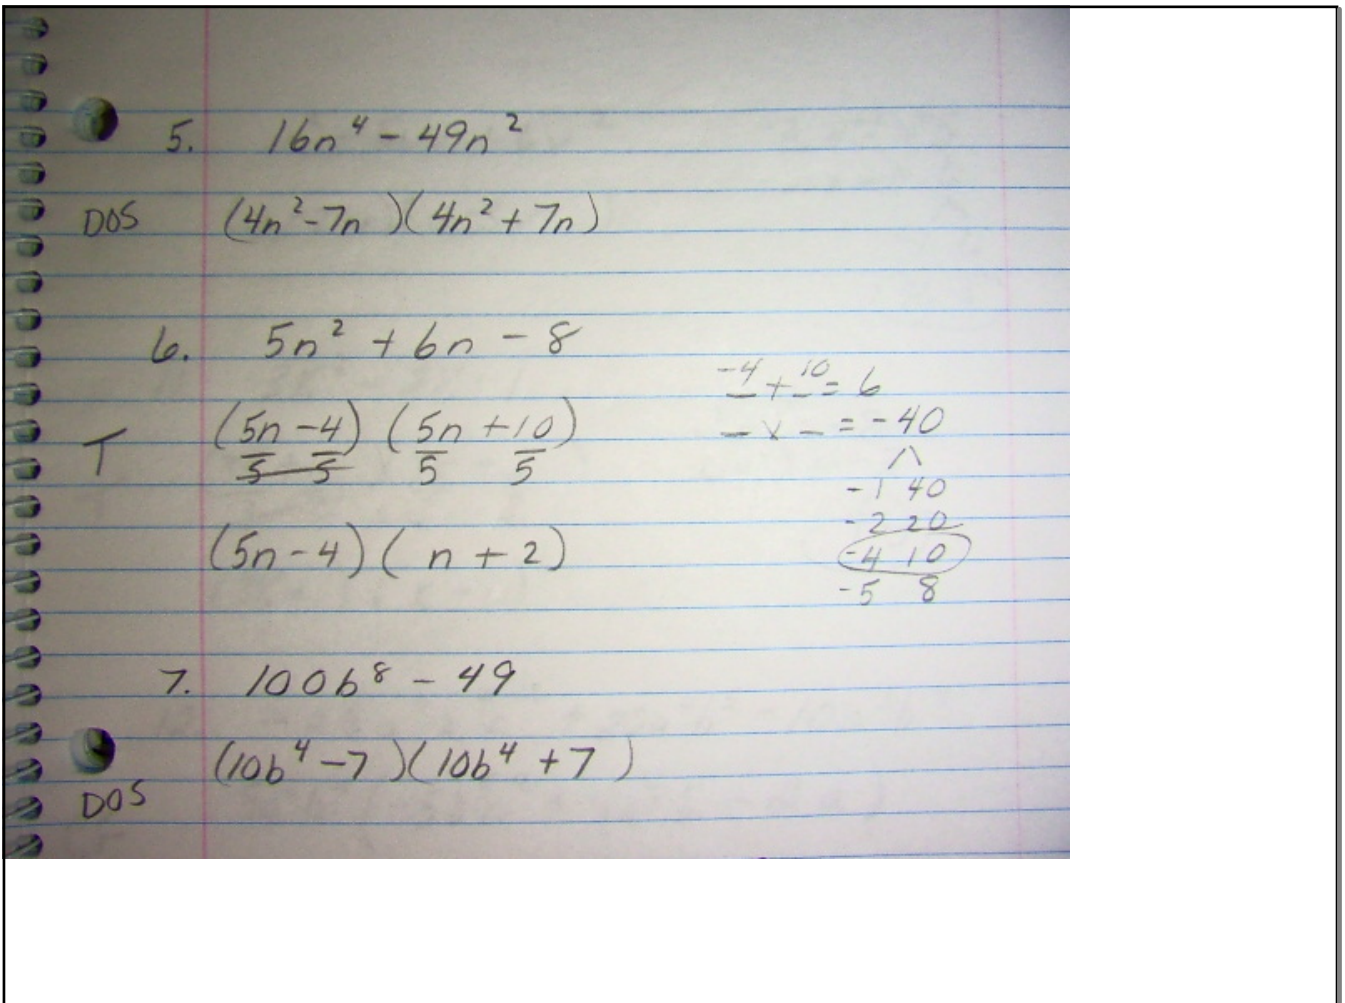 5. 16n⁴ - 49n²
DOS (4n² - 7n )( 4n² + 7n )
6. 5n² + 6n - 8
-4 + 10 = 6
_ x _ = -40
T (5n - 4) (5n + 10)
5 5 5 5
-1 40
-2 20
-4 10
-5 8
(5n - 4) ( n + 2 )
7. 100b⁸ - 49
(10b⁴ - 7 )( 10b⁴ + 7 )
DOS